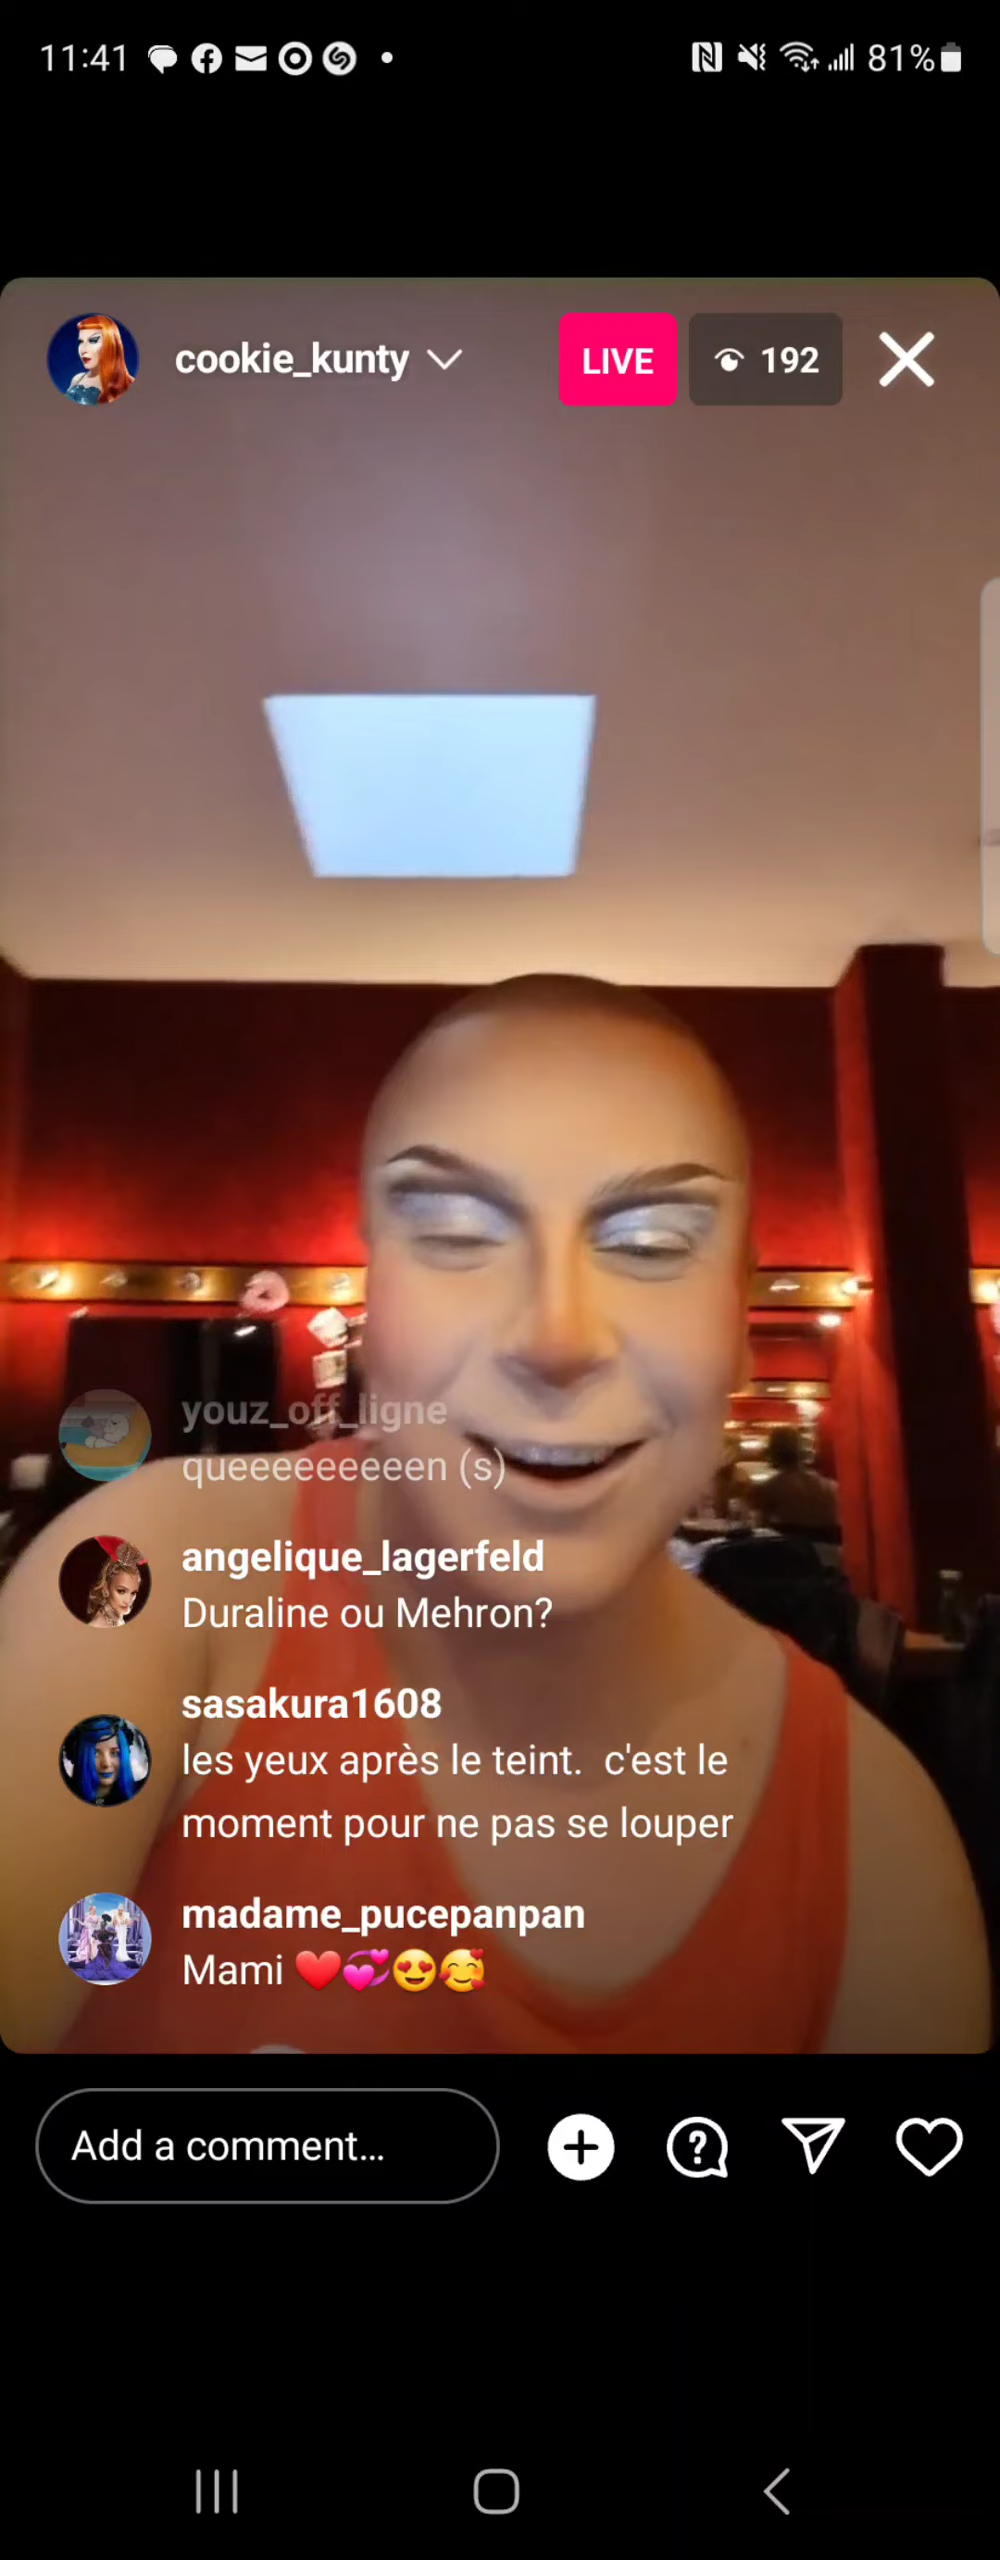 11:41
81%
cookie_kunty
LIVE
192
youz_off_ligne
queeeeeeeeen (s)
angelique_lagerfeld
Duraline ou Mehron?
sasakura1608
les yeux après le teint.  c'est le
moment pour ne pas se louper
madame_pucepanpan
Mami ❤️💞😍🥰
Add a comment...